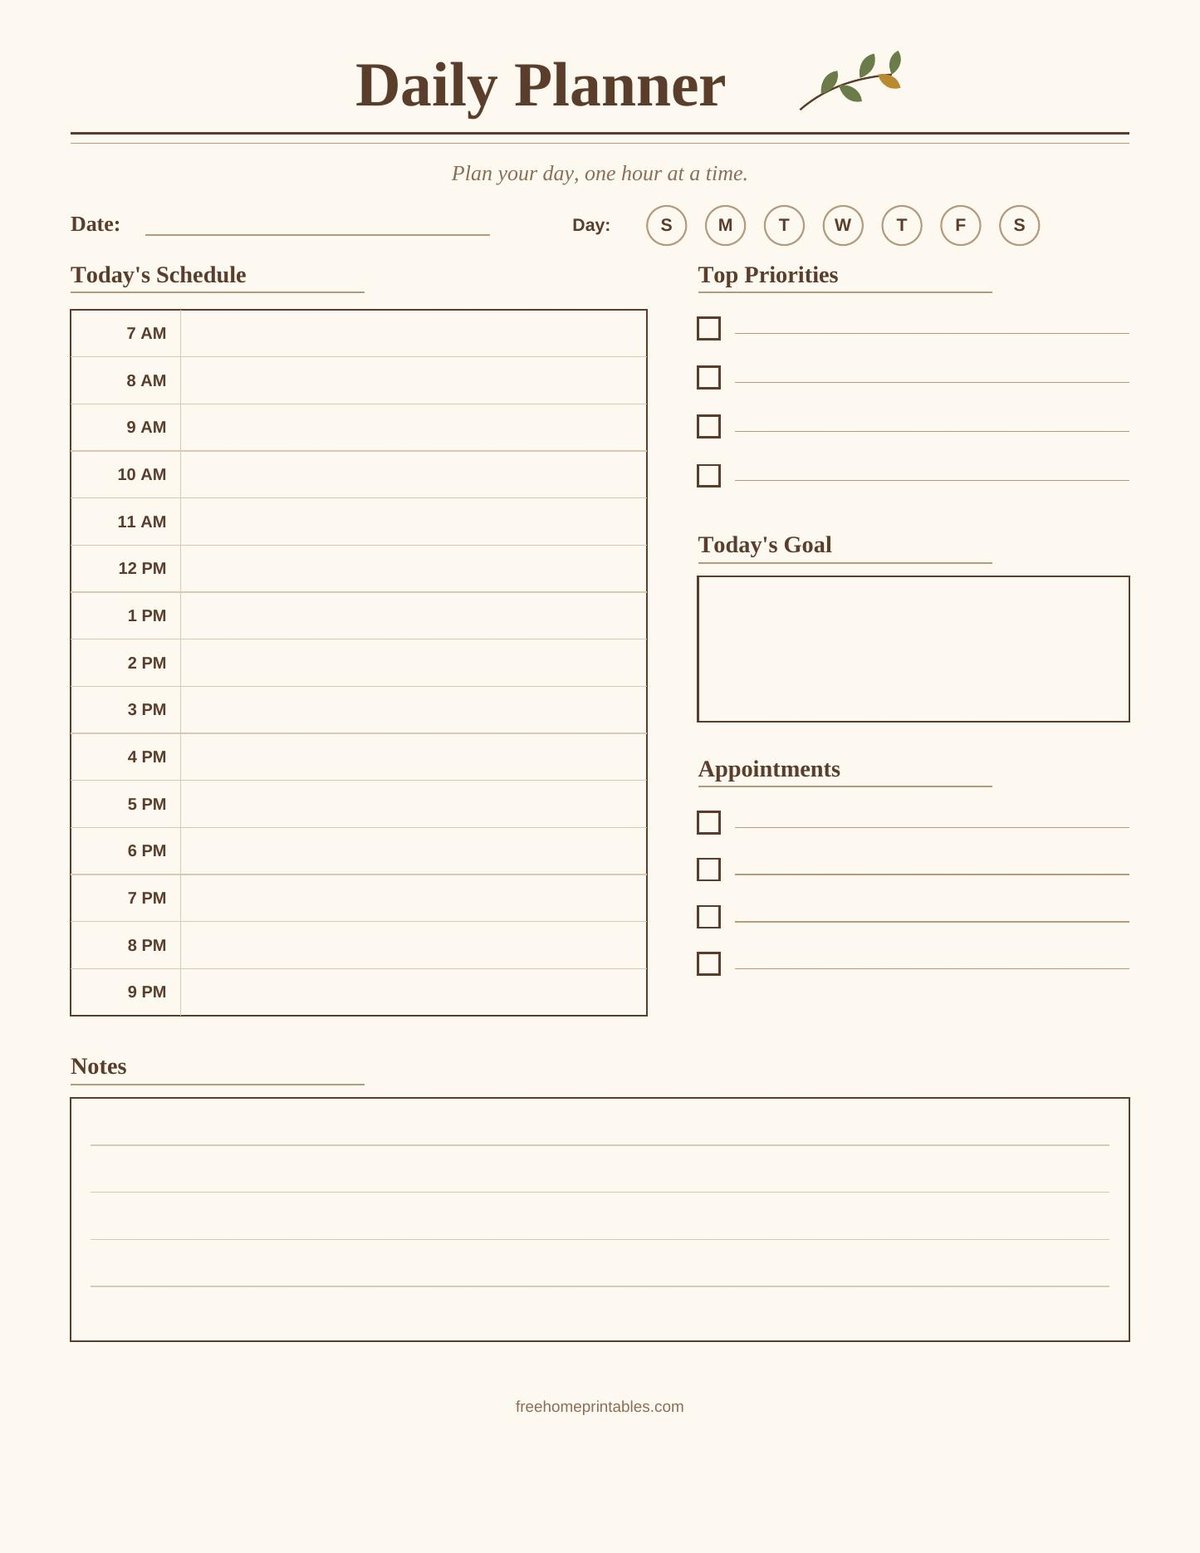 Daily Planner
Plan your day, one hour at a time.
Date:
Day: S M T W T F S
Today's Schedule
7 AM
8 AM
9 AM
10 AM
11 AM
12 PM
1 PM
2 PM
3 PM
4 PM
5 PM
6 PM
7 PM
8 PM
9 PM
Top Priorities
Today's Goal
Appointments
Notes
freehomeprintables.com